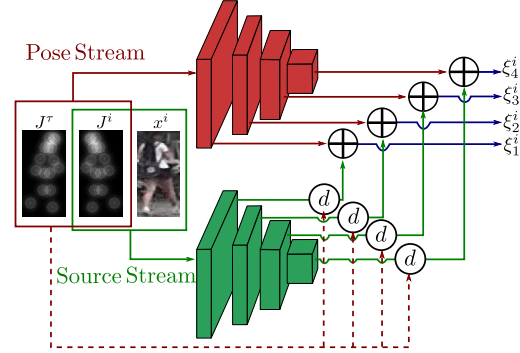 Pose Stream
J^τ J^i x^i
ξ_4^i
ξ_3^i
ξ_2^i
ξ_1^i
d
d
d
d
Source Stream